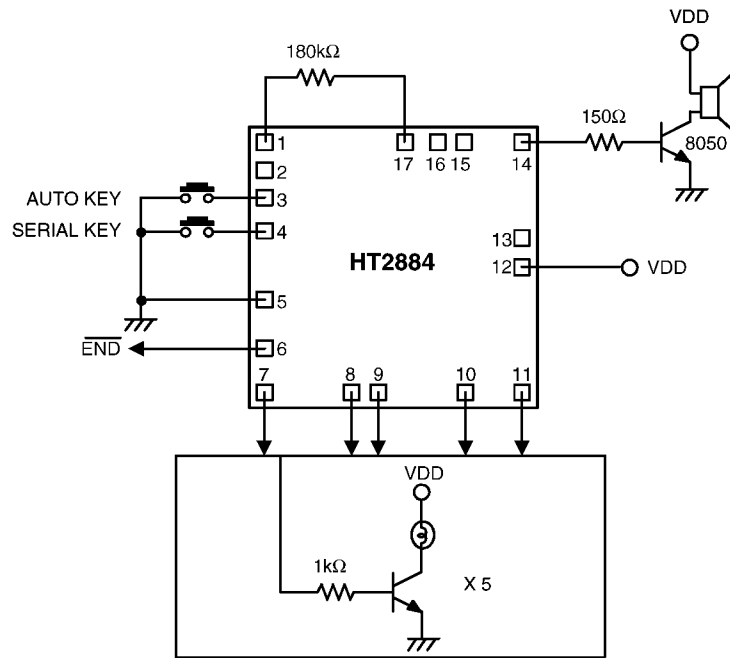 VDD
180kΩ
150Ω
8050
1
17
16
15
14
2
AUTO KEY
3
SERIAL KEY
4
13
HT2884
12
VDD
5
END
6
7
8
9
10
11
VDD
1kΩ
X 5